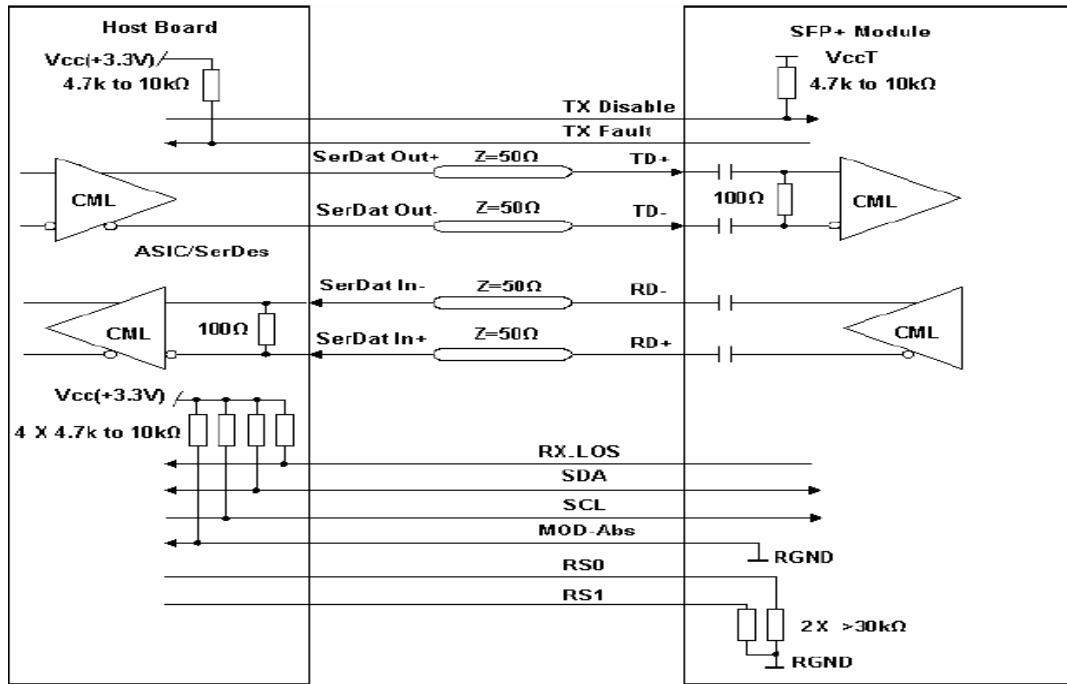 Host Board
SFP+ Module
Vcc(+3.3V)
4.7k to 10kΩ
VccT
4.7k to 10kΩ
TX Disable
TX Fault
SerDat Out+
Z=50Ω
TD+
CML
100Ω
CML
SerDat Out-
Z=50Ω
TD-
ASIC/SerDes
SerDat In-
Z=50Ω
RD-
CML
100Ω
CML
SerDat In+
Z=50Ω
RD+
Vcc(+3.3V)
4 X 4.7k to 10kΩ
RX_LOS
SDA
SCL
MOD-Abs
RGND
RS0
RS1
2X >30kΩ
RGND